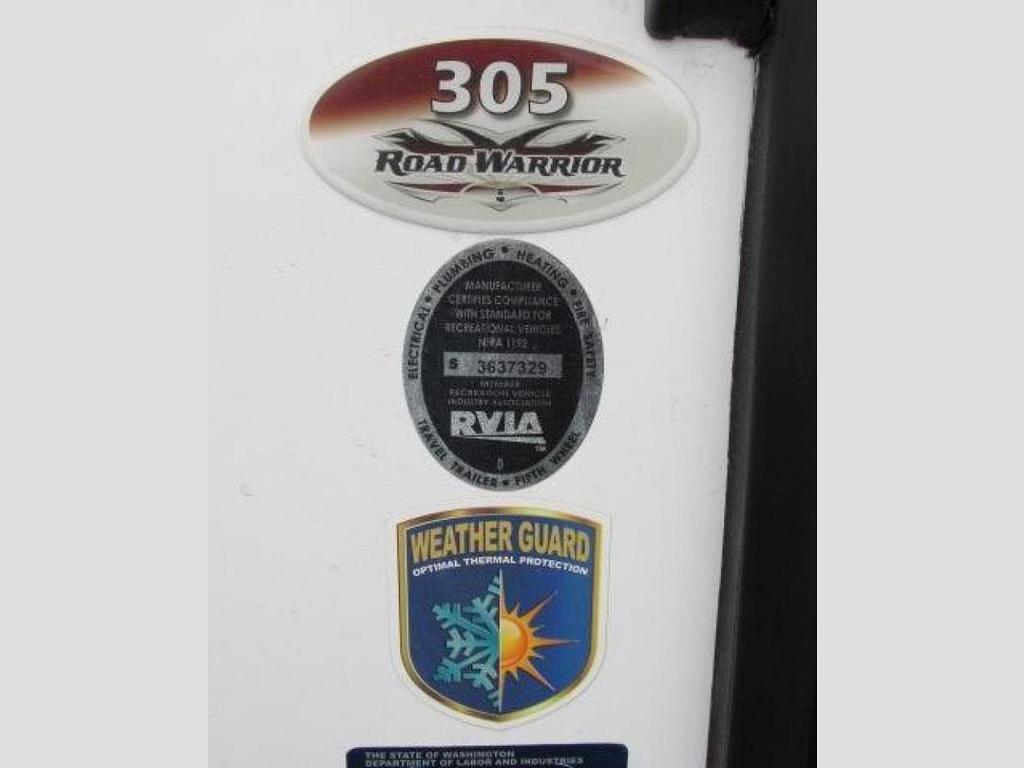 305
ROAD WARRIOR
ELECTRICAL • PLUMBING • HEATING • FIRE SAFETY
MANUFACTURER
CERTIFIES COMPLIANCE
WITH STANDARD FOR
RECREATIONAL VEHICLES
NFPA 1192
S 3637329
MEMBER
RECREATION VEHICLE
INDUSTRY ASSOCIATION
RVIA
TM
0
TRAVEL TRAILER • FIFTH WHEEL
WEATHER GUARD
OPTIMAL THERMAL PROTECTION
THE STATE OF WASHINGTON
DEPARTMENT OF LABOR AND INDUSTRIES